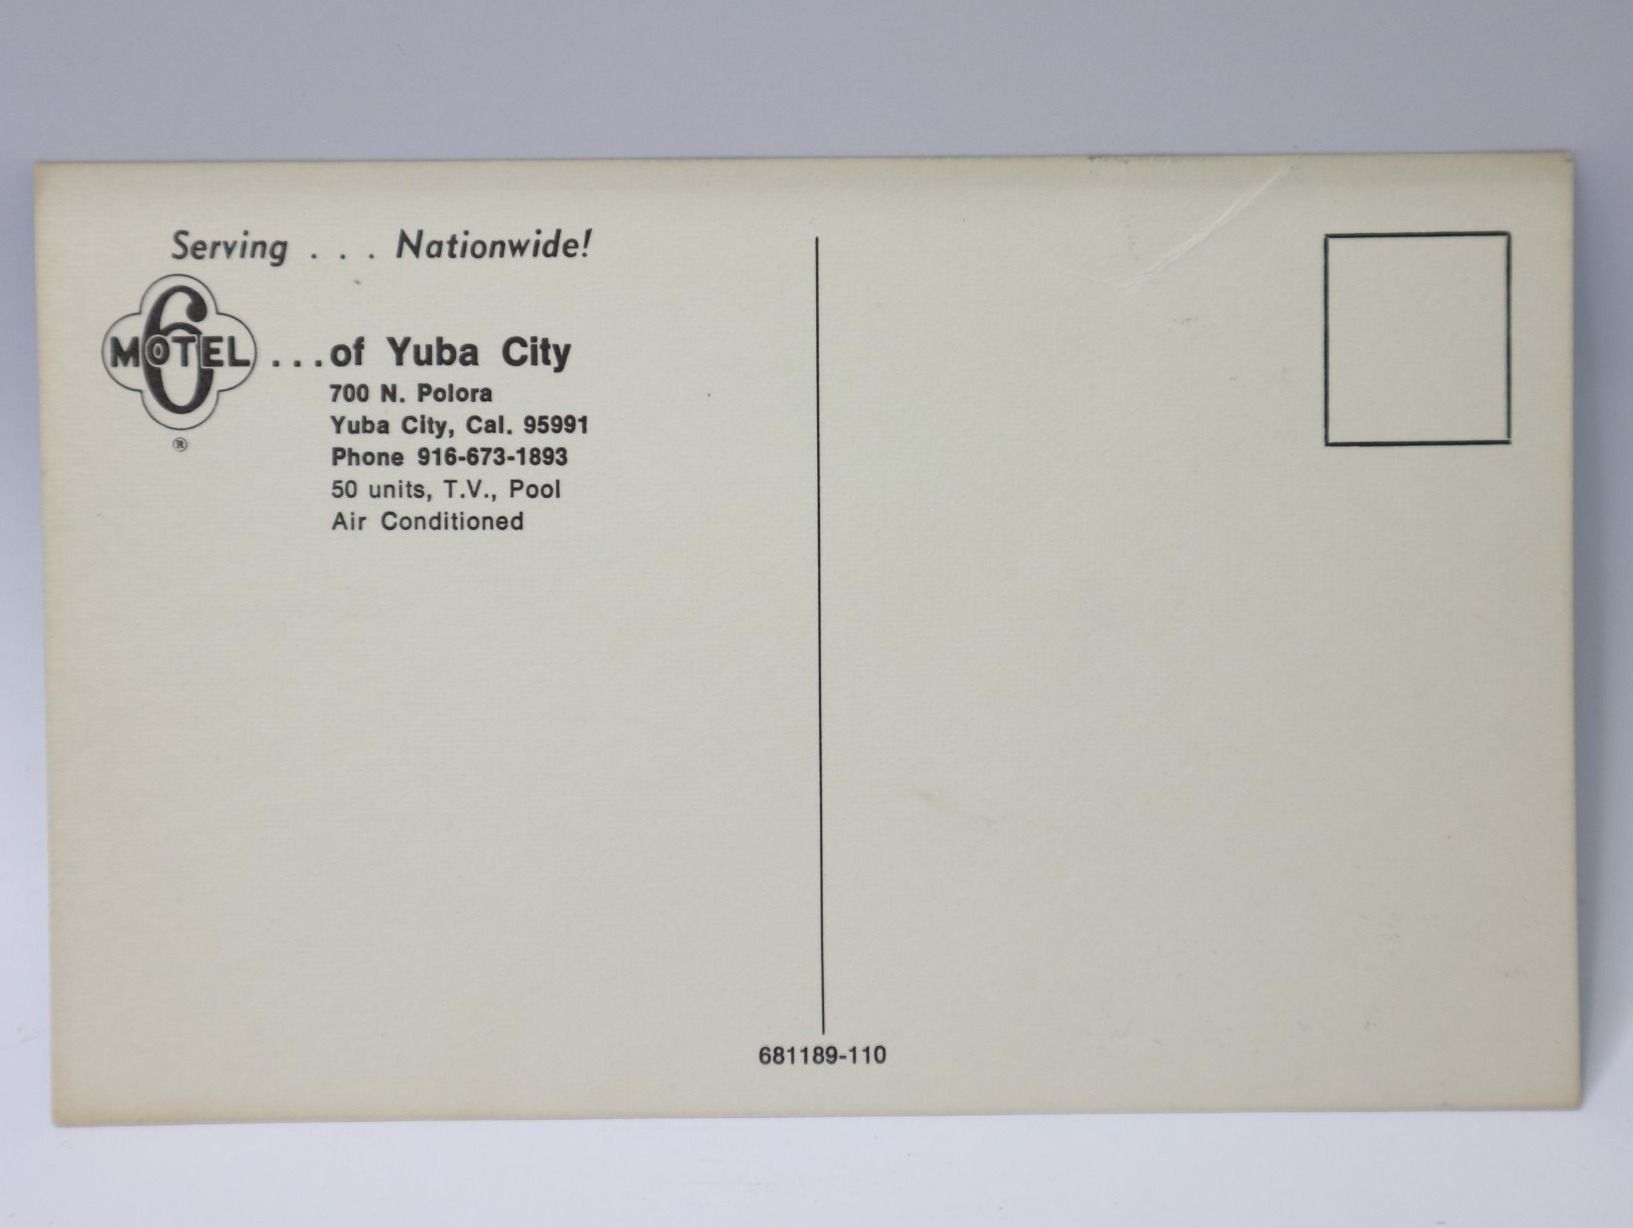 Serving . . . Nationwide!
MOTEL 6 ...of Yuba City
®
700 N. Polora
Yuba City, Cal. 95991
Phone 916-673-1893
50 units, T.V., Pool
Air Conditioned
681189-110